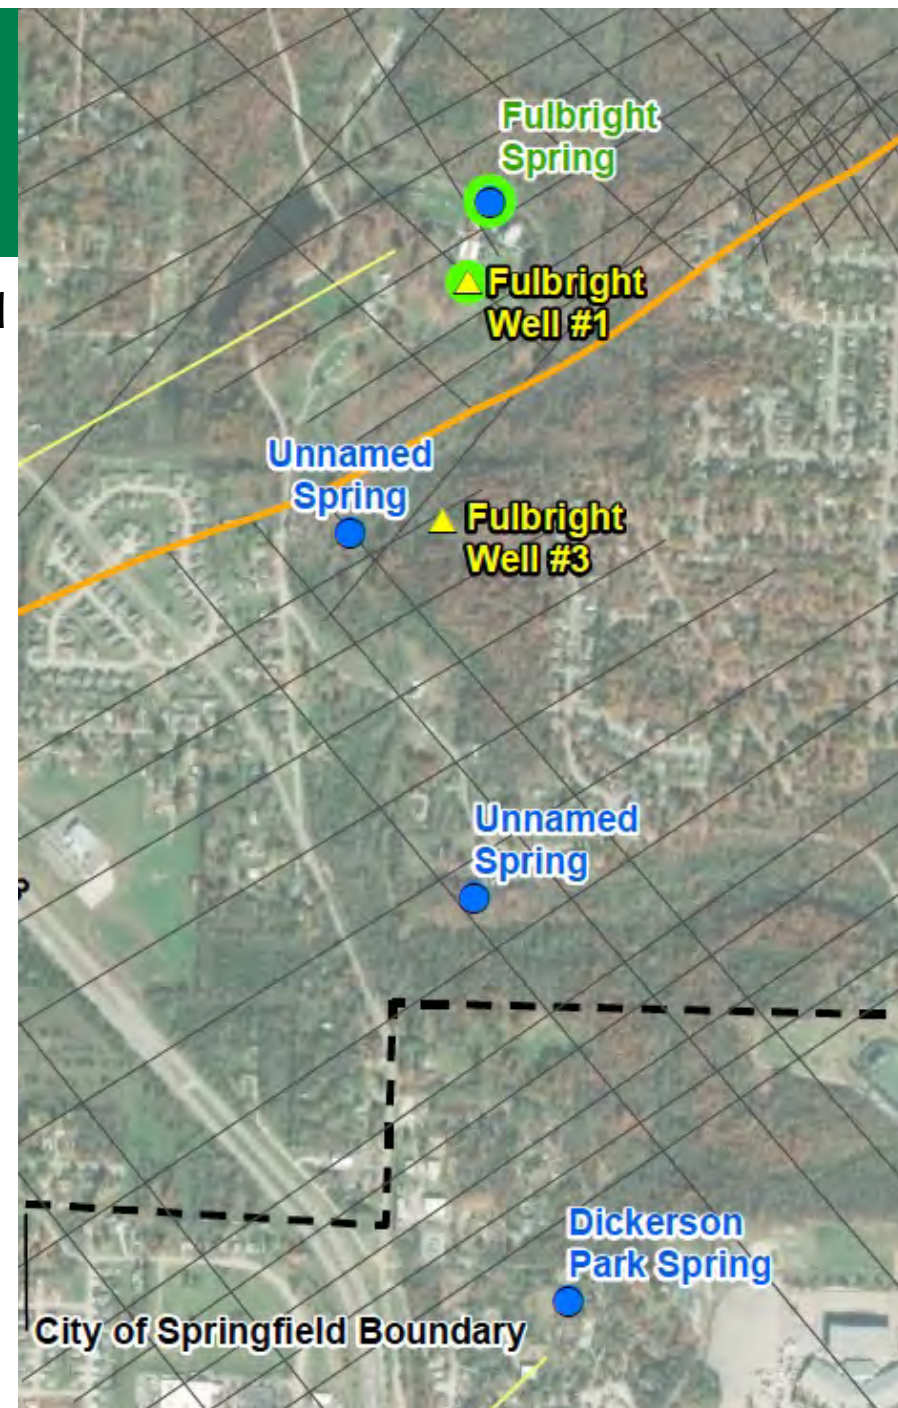 Fulbright
Spring
Fulbright
Well #1
Unnamed
Spring
Fulbright
Well #3
Unnamed
Spring
Dickerson
Park Spring
City of Springfield Boundary